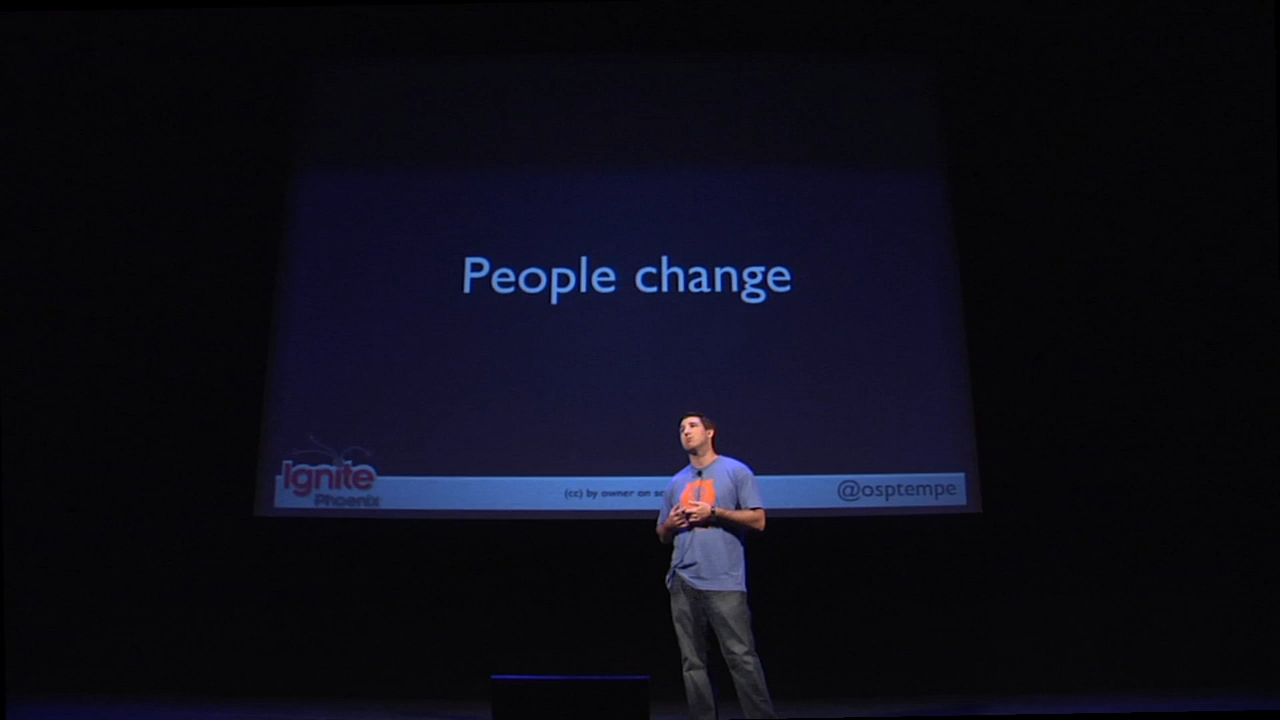 People change
Ignite
Phoenix
(cc) by owner on
@osptempe